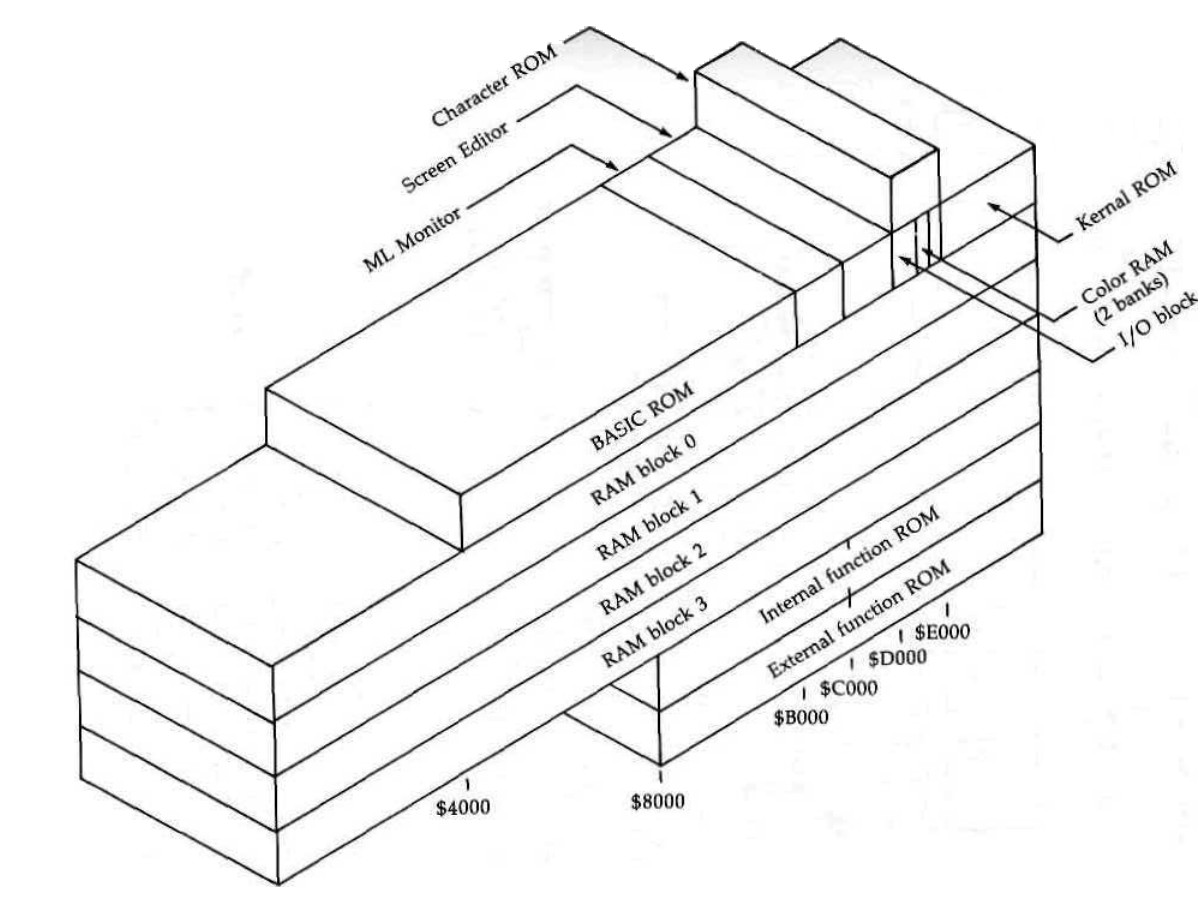 Character ROM
Screen Editor
ML Monitor
Kernal ROM
Color RAM
(2 banks)
I/O block
BASIC ROM
RAM block 0
RAM block 1
RAM block 2
RAM block 3
Internal function ROM
External function ROM
$E000
$D000
$C000
$B000
$8000
$4000